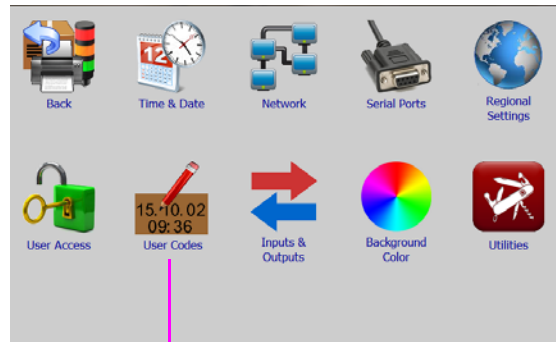 12
Back
Time & Date
Network
Serial Ports
Regional
Settings
15.10.02
09:36
User Access
User Codes
Inputs &
Outputs
Background
Color
Utilities